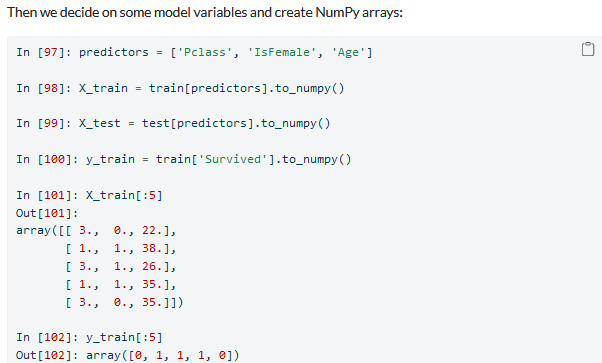 Then we decide on some model variables and create NumPy arrays:
In [97]: predictors = ['Pclass', 'IsFemale', 'Age']
In [98]: X_train = train[predictors].to_numpy()
In [99]: X_test = test[predictors].to_numpy()
In [100]: y_train = train['Survived'].to_numpy()
In [101]: X_train[:5]
Out[101]:
array([[ 3.,  0., 22.],
       [ 1.,  1., 38.],
       [ 3.,  1., 26.],
       [ 1.,  1., 35.],
       [ 3.,  0., 35.]])
In [102]: y_train[:5]
Out[102]: array([0, 1, 1, 1, 0])